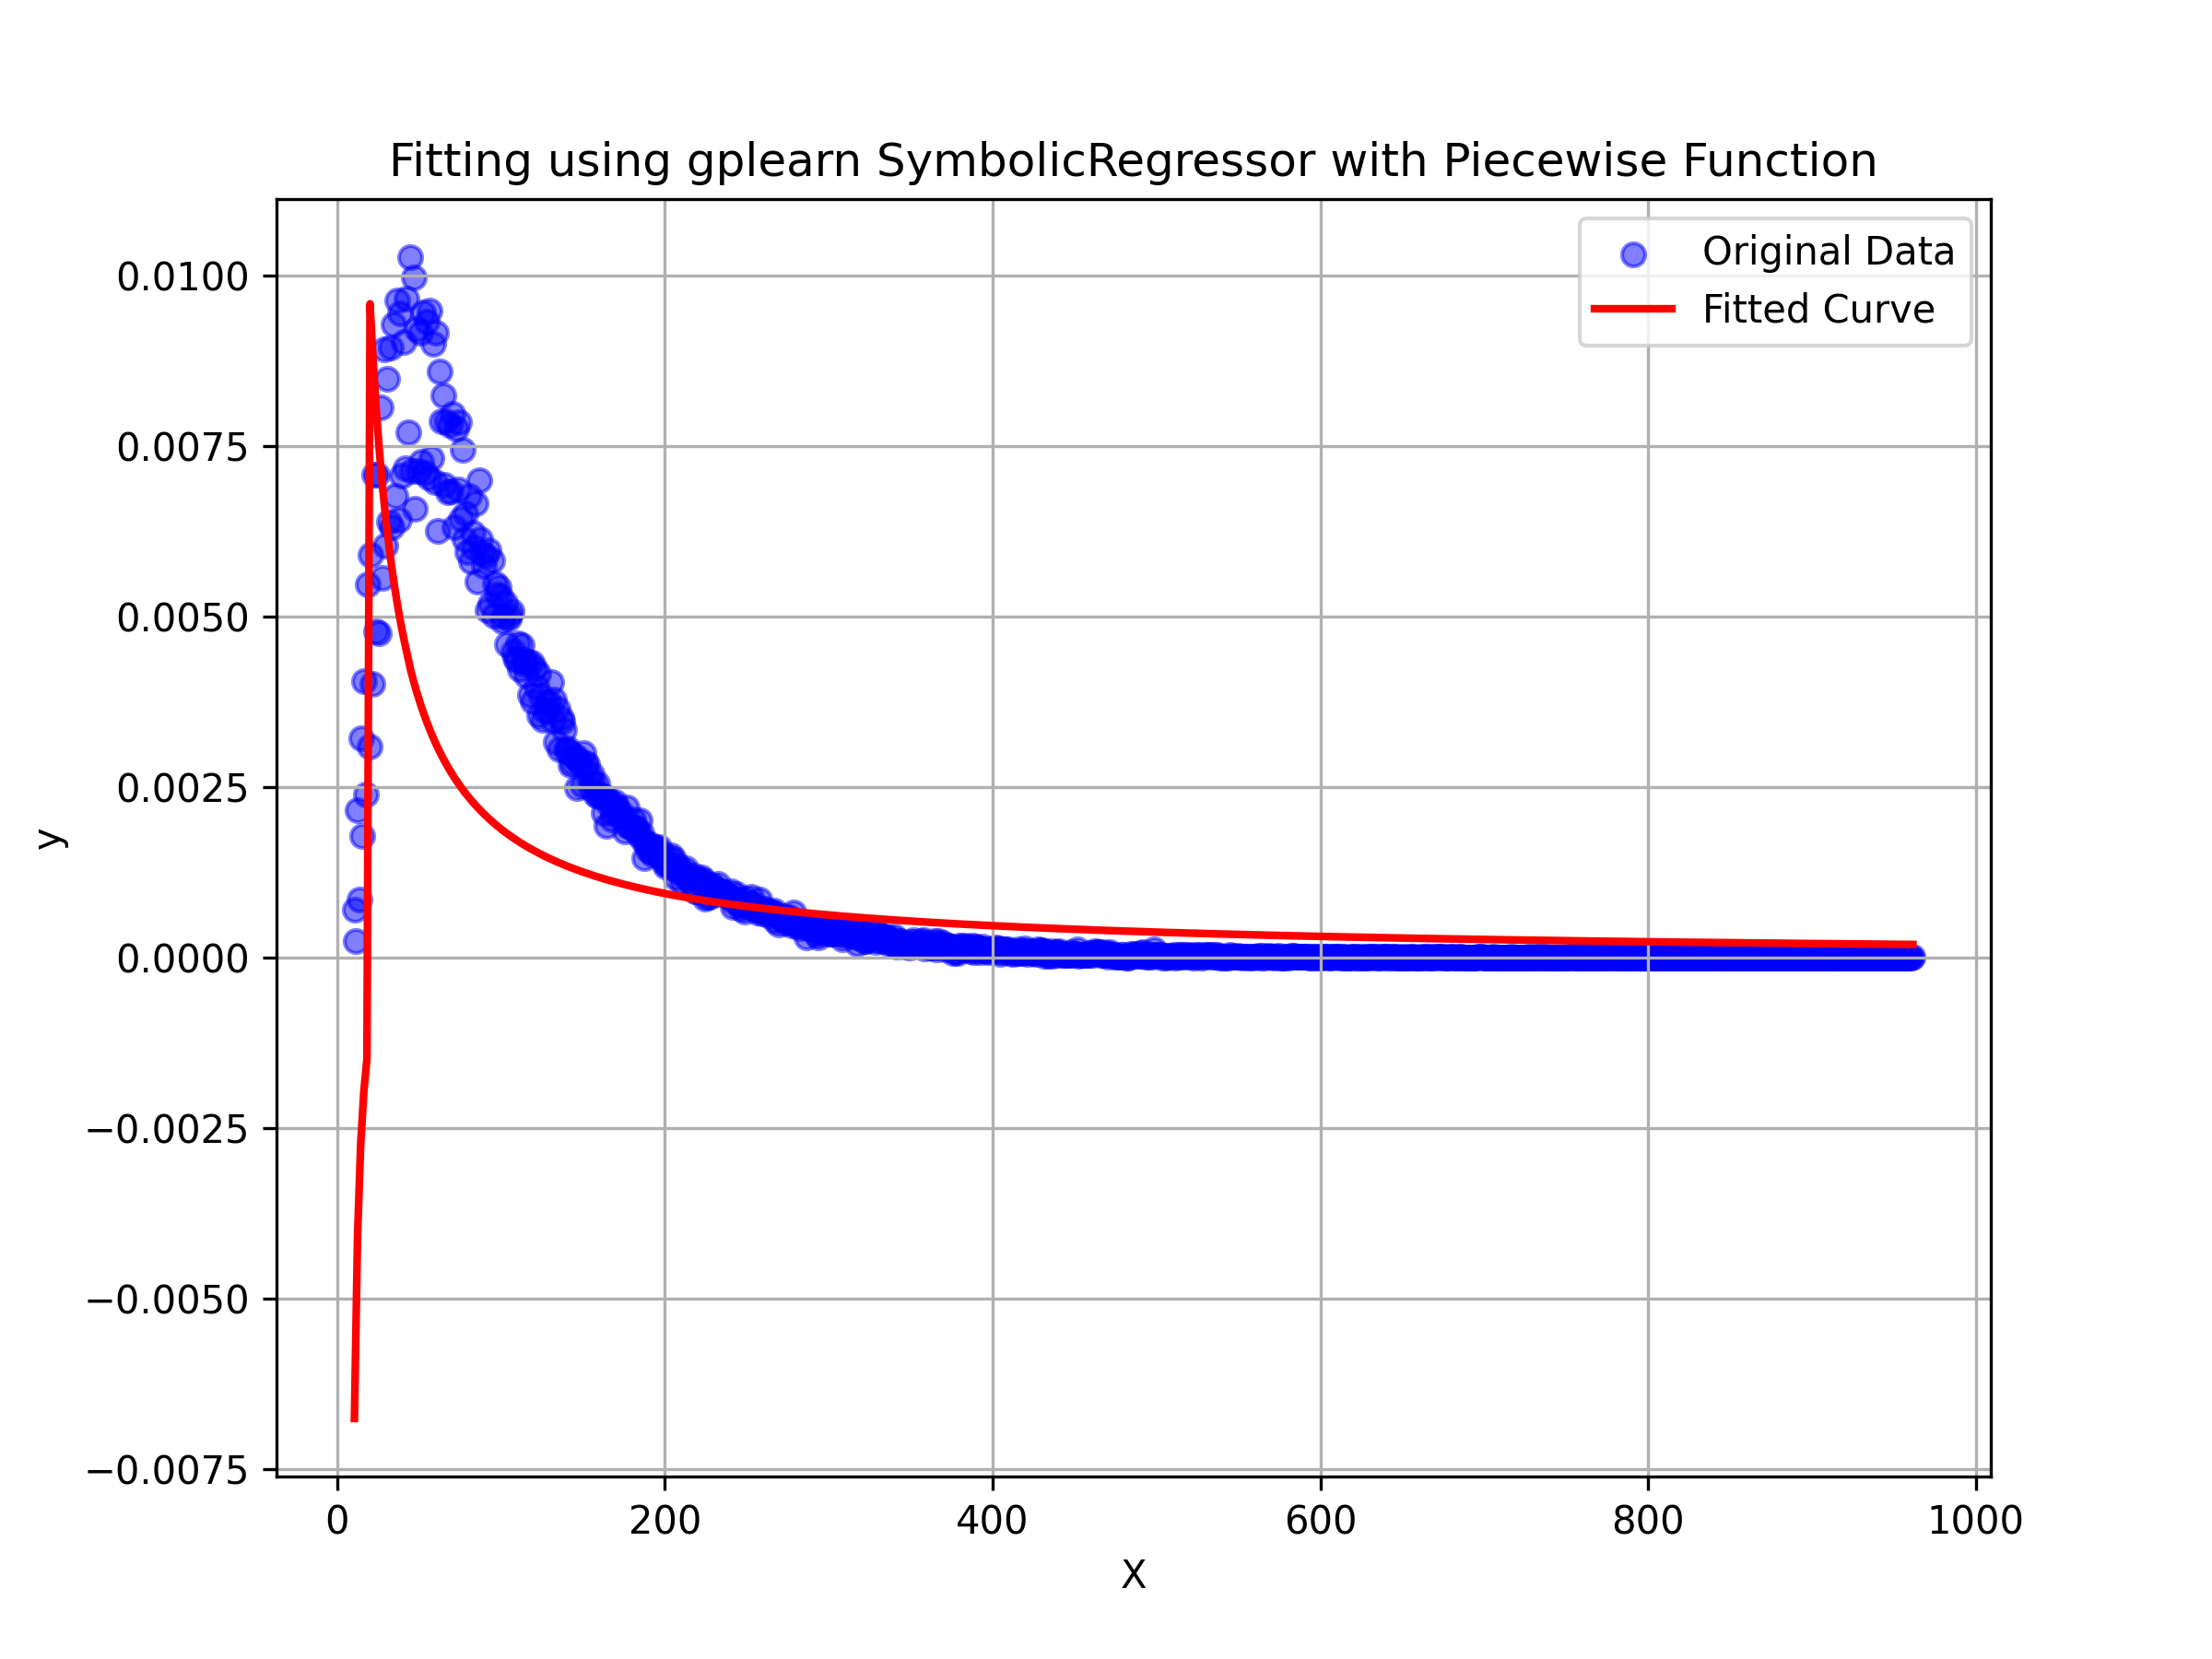 Fitting using gplearn SymbolicRegressor with Piecewise Function
Original Data
Fitted Curve
0.0100
0.0075
0.0050
0.0025
0.0000
−0.0025
−0.0050
−0.0075
y
0 200 400 600 800 1000
X